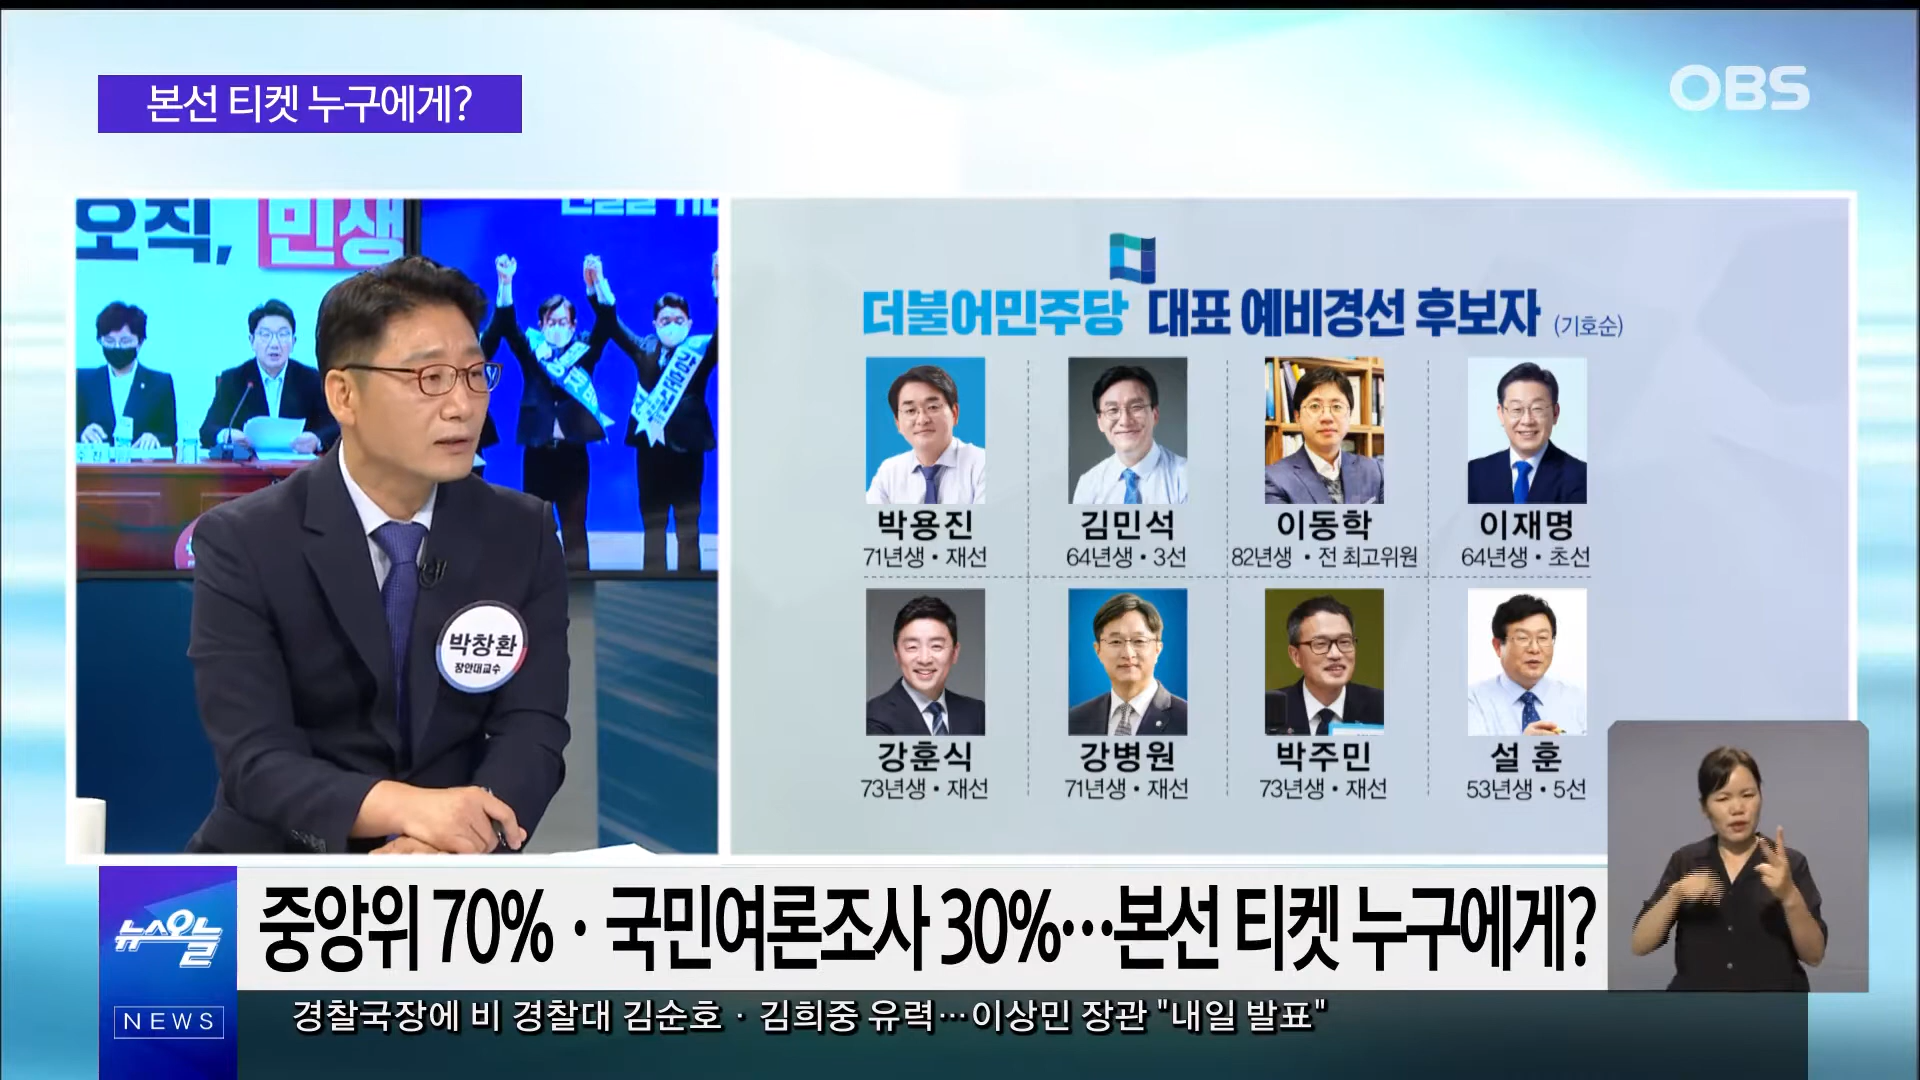 본선 티켓 누구에게?
OBS
오직, 민생
더불어민주당 대표 예비경선 후보자 (기호순)
박용진 김민석 이동학 이재명
71년생・재선 64년생・3선 82년생・전 최고위원 64년생・초선
강훈식 강병원 박주민 설 훈
73년생・재선 71년생・재선 73년생・재선 53년생・5선
박창환
장안대교수
중앙위 70%・국민여론조사 30%…본선 티켓 누구에게?
뉴스오늘
NEWS
경찰국장에 비 경찰대 김순호・김희중 유력…이상민 장관 "내일 발표"